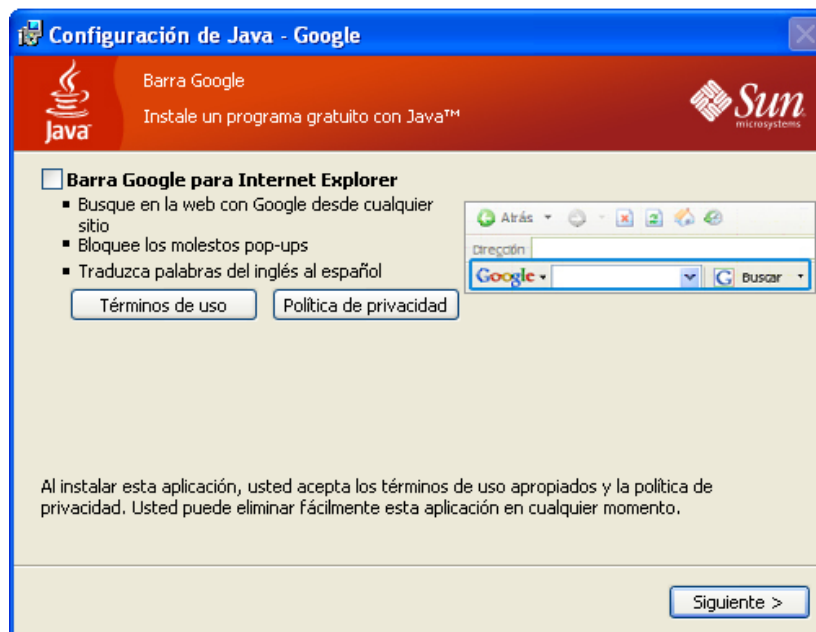 Configuración de Java - Google
Barra Google
Instale un programa gratuito con Java™
Java
Sun
microsystems
Barra Google para Internet Explorer
Busque en la web con Google desde cualquier
sitio
Bloquee los molestos pop-ups
Traduzca palabras del inglés al español
Atrás
Dirección
Google
G Buscar
Términos de uso
Política de privacidad
Al instalar esta aplicación, usted acepta los términos de uso apropiados y la política de
privacidad. Usted puede eliminar fácilmente esta aplicación en cualquier momento.
Siguiente >